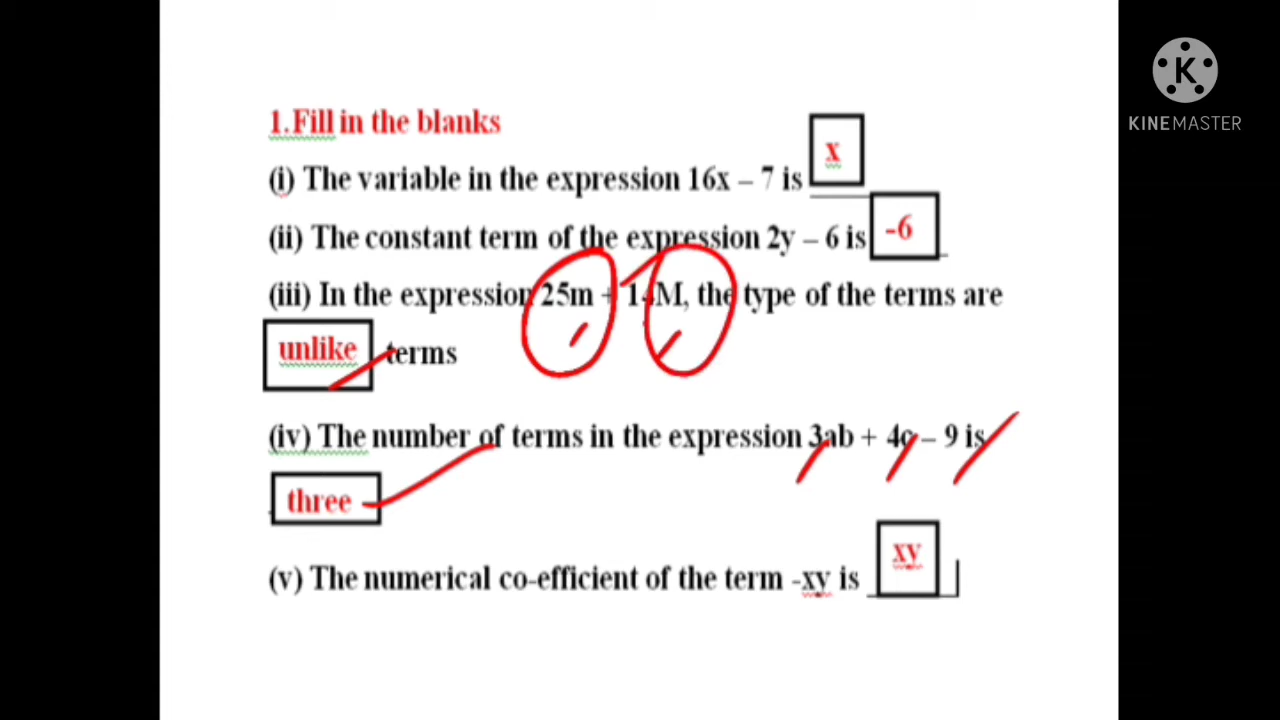 KINEMASTER
1.Fill in the blanks
(i) The variable in the expression 16x – 7 is x
(ii) The constant term of the expression 2y – 6 is -6
(iii) In the expression 25m + 14M, the type of the terms are
unlike terms
(iv) The number of terms in the expression 3ab + 4c – 9 is
three
(v) The numerical co-efficient of the term -xy is xy